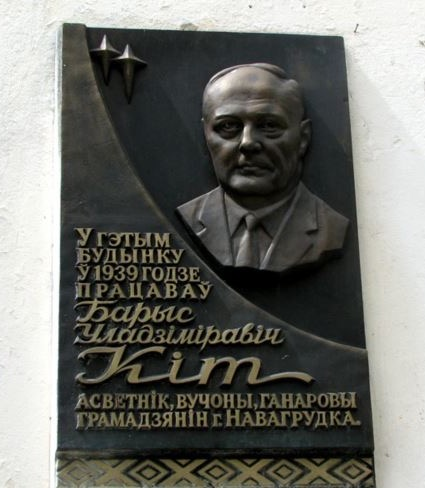 У ГЭТЫМ
БУДЫНКУ
Ў 1939 ГОДЗЕ
ПРАЦАВАЎ
Барыс
Уладзіміравіч
Кіт
АСВЕТНІК, ВУЧОНЫ, ГАНАРОВЫ
ГРАМАДЗЯНІН г. НАВАГРУДКА.